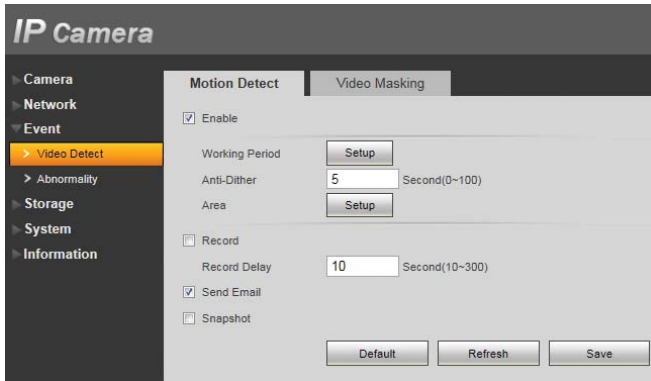 IP Camera
Camera
Network
Event
> Video Detect
> Abnormality
Storage
System
Information
Motion Detect
Video Masking
Enable
Working Period Setup
Anti-Dither 5 Second(0~100)
Area Setup
Record
Record Delay 10 Second(10~300)
Send Email
Snapshot
Default Refresh Save